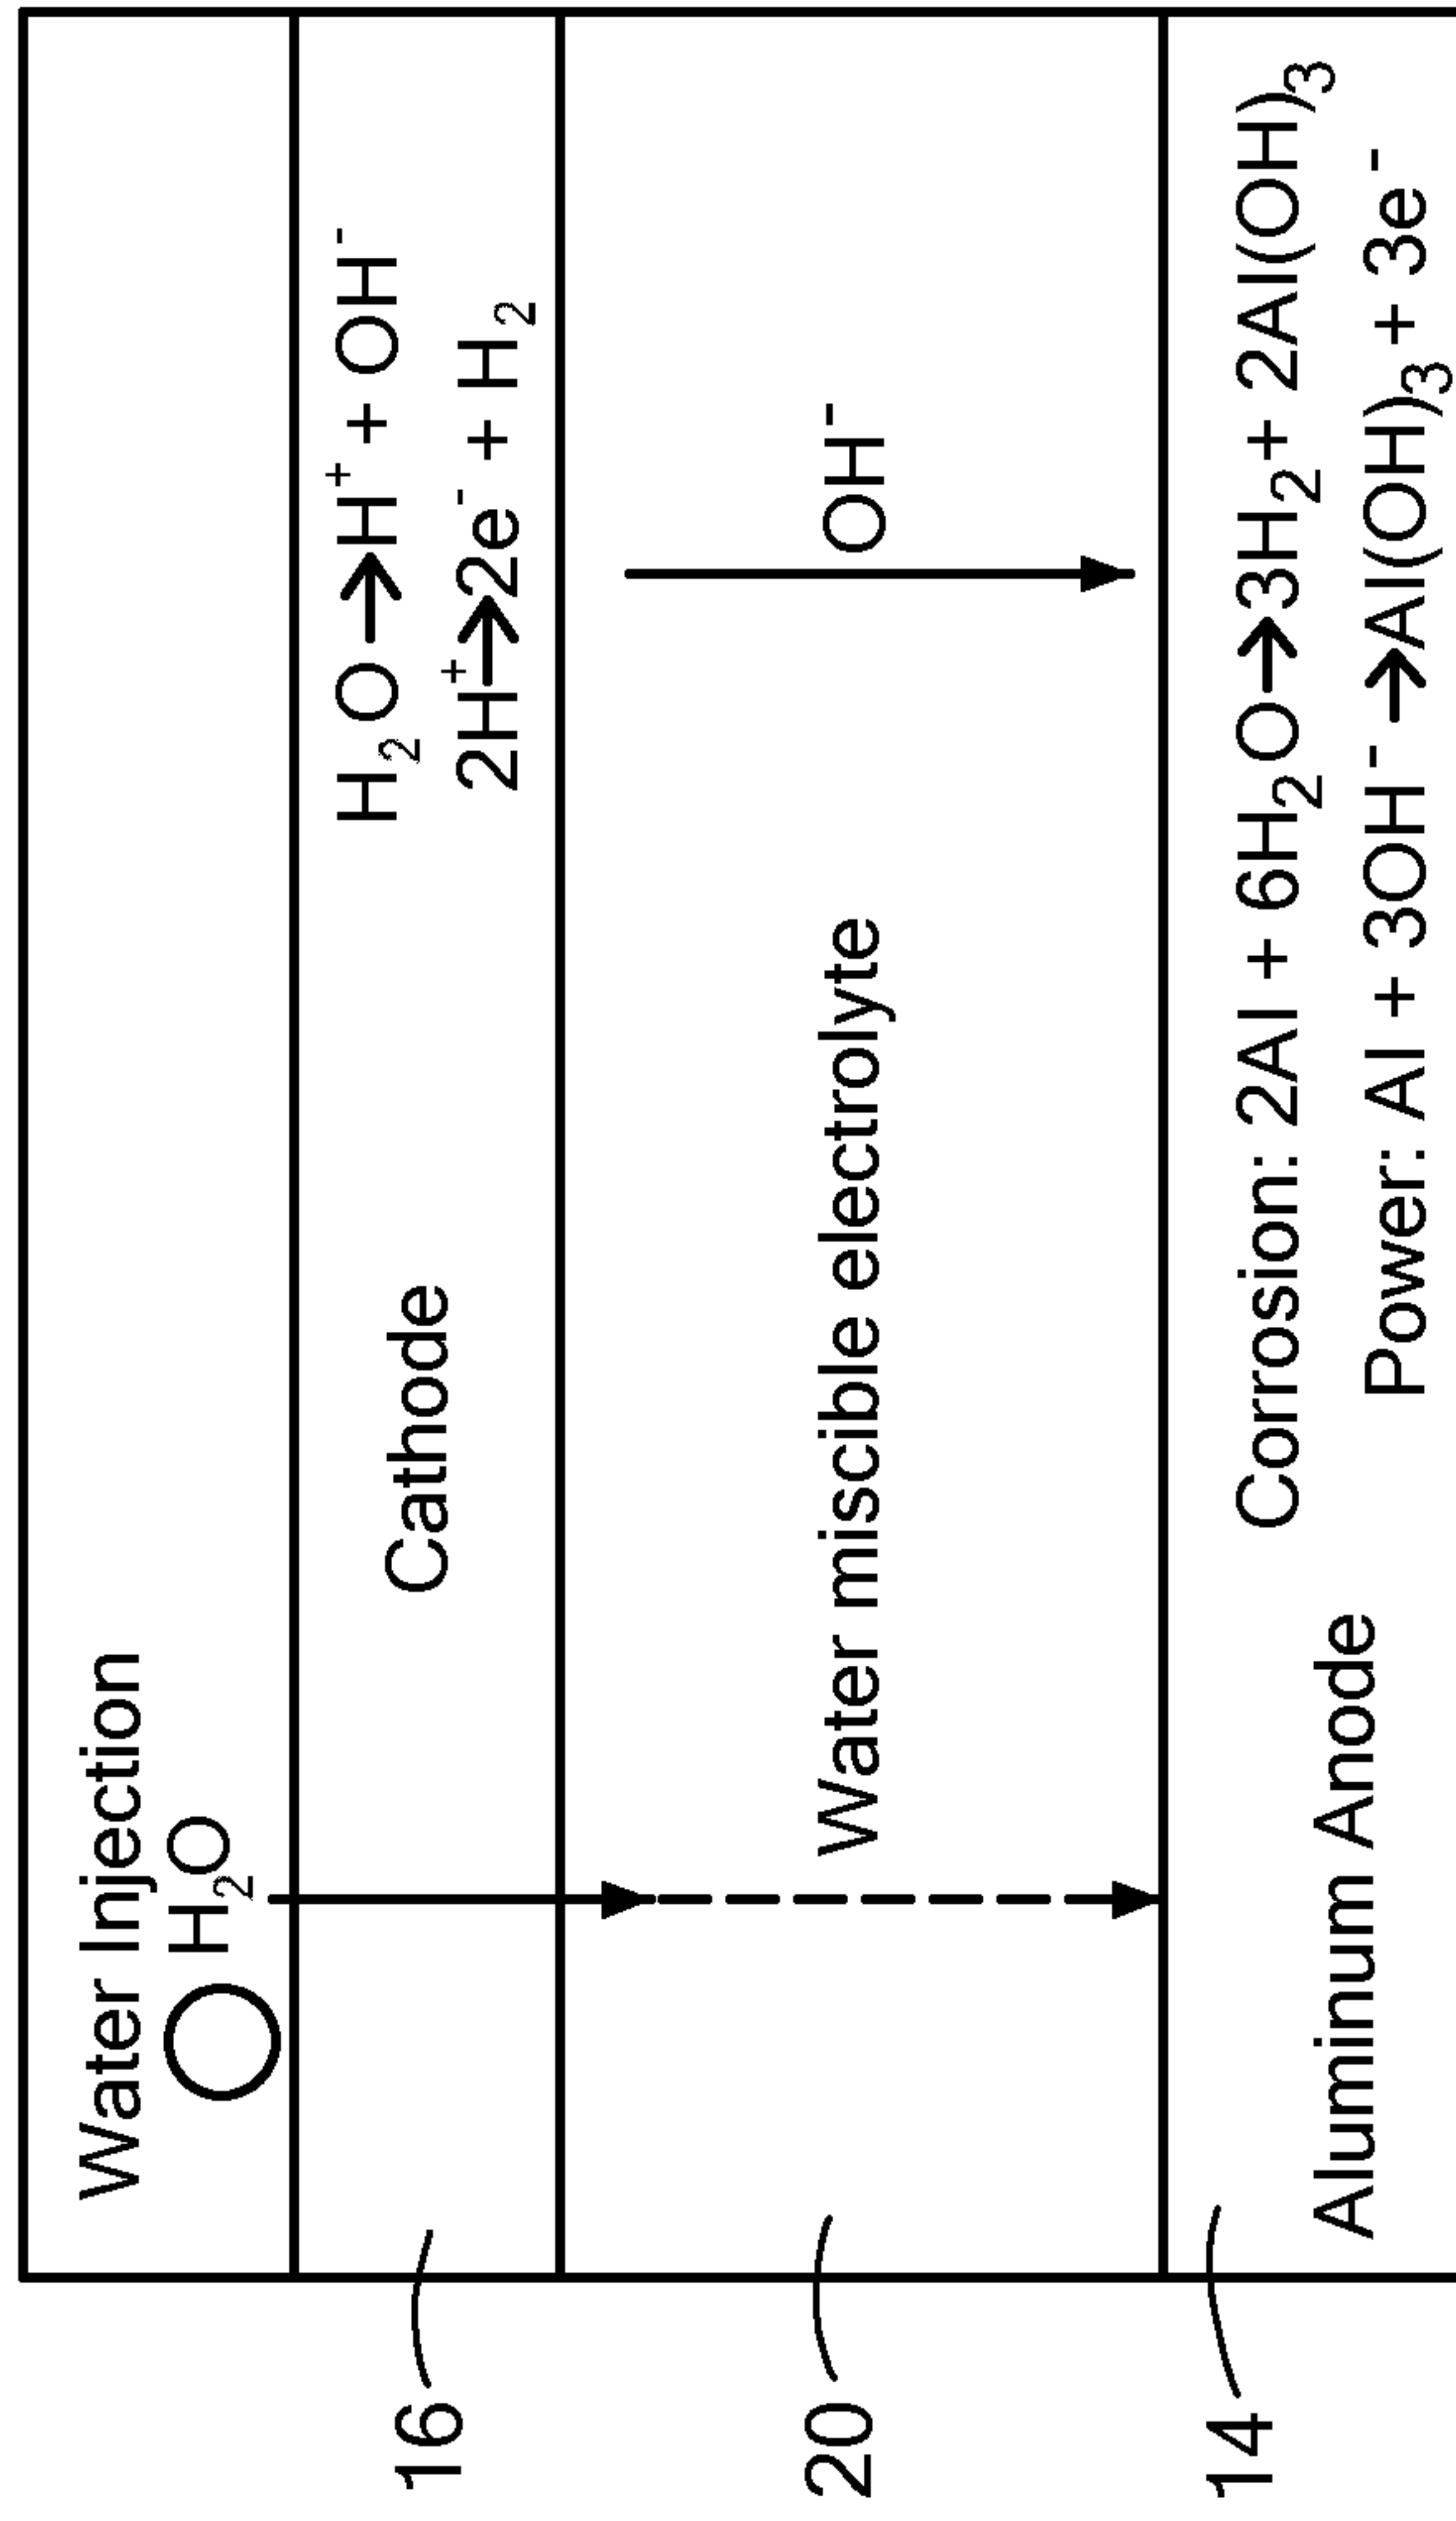 Water Injection
H₂O
16
Cathode
H₂O → H⁺ + OH⁻
2H⁺ → 2e⁻ + H₂
20
Water miscible electrolyte
OH⁻
14
Aluminum Anode
Corrosion: 2Al + 6H₂O → 3H₂ + 2Al(OH)₃
Power: Al + 3OH⁻ → Al(OH)₃ + 3e⁻